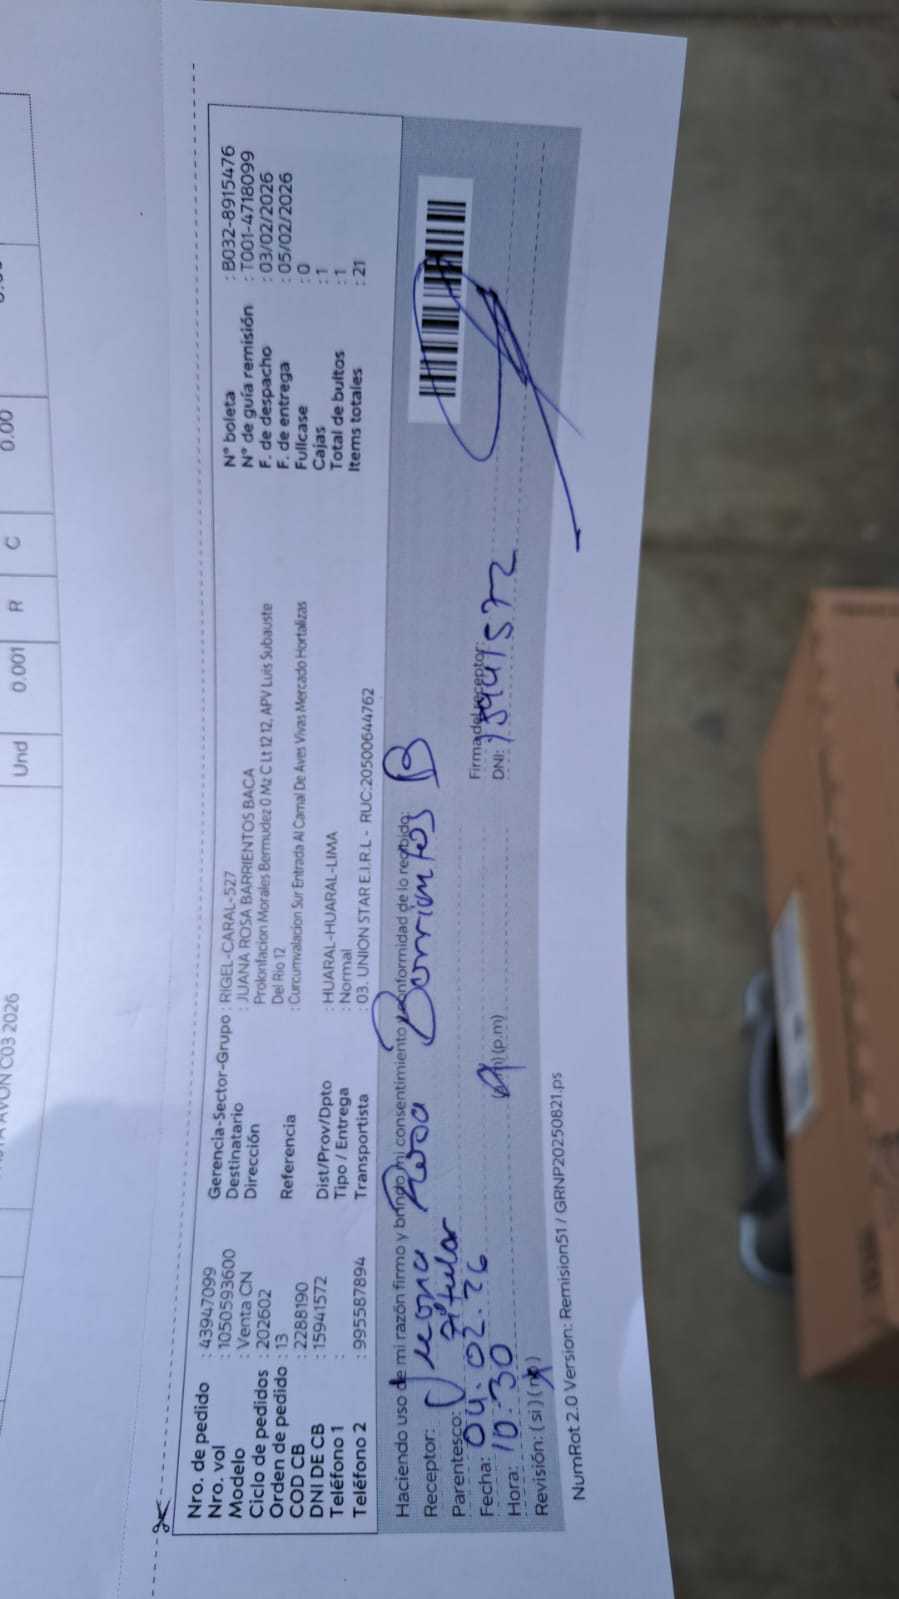 0.00
Und 0.001 R C
C03 2026
Nro. de pedido : 43947099
Nro. vol : 1050593600
Modelo : Venta CN
Ciclo de pedidos : 202602
Orden de pedido : 13
COD CB : 2288190
DNI DE CB : 15941572
Teléfono 1 :
Teléfono 2 : 995587894
Gerencia-Sector-Grupo : RIGEL-CARAL-527
Destinatario : JUANA ROSA BARRIENTOS BACA
Dirección Prolonfacion Morales Bermudez 0 Mz C Lt 12 12, APV Luis Subauste
Del Rio 12
Referencia : Curcumvalacion Sur Entrada Al Camal De Aves Vivas Mercado Hortalizas
Dist/Prov/Dpto : HUARAL-HUARAL-LIMA
Tipo / Entrega : Normal
Transportista : 03. UNION STAR E.I.R.L - RUC:20500644762
N° boleta : B032-8915476
N° de guía remisión : T001-4718099
F. de despacho : 03/02/2026
F. de entrega : 05/02/2026
Fullcase : 0
Cajas : 1
Total de bultos : 1
Items totales : 21
Haciendo uso de mi razón firmo y brindo mi consentimiento y conformidad de lo recibido:
Receptor: Juana Rosa Barrientos B
Parentesco: titular
Fecha: 04.02.26
Hora: 10:30 (p.m)
Revisión: ( si ) ( no )
Firma del receptor:
DNI: 15941572
NumRot 2.0 Version: Remision51 / GRNP20250821.ps